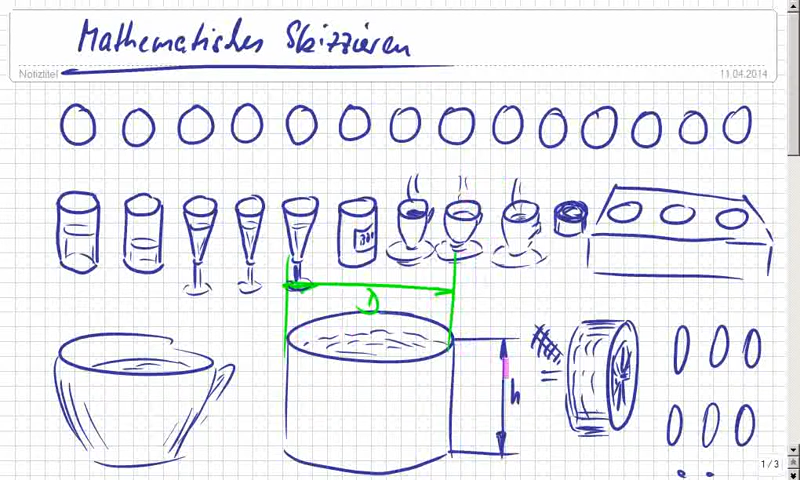 Mathematisches Skizzieren
Notiztitel
11.04.2014
D
h
1 / 3